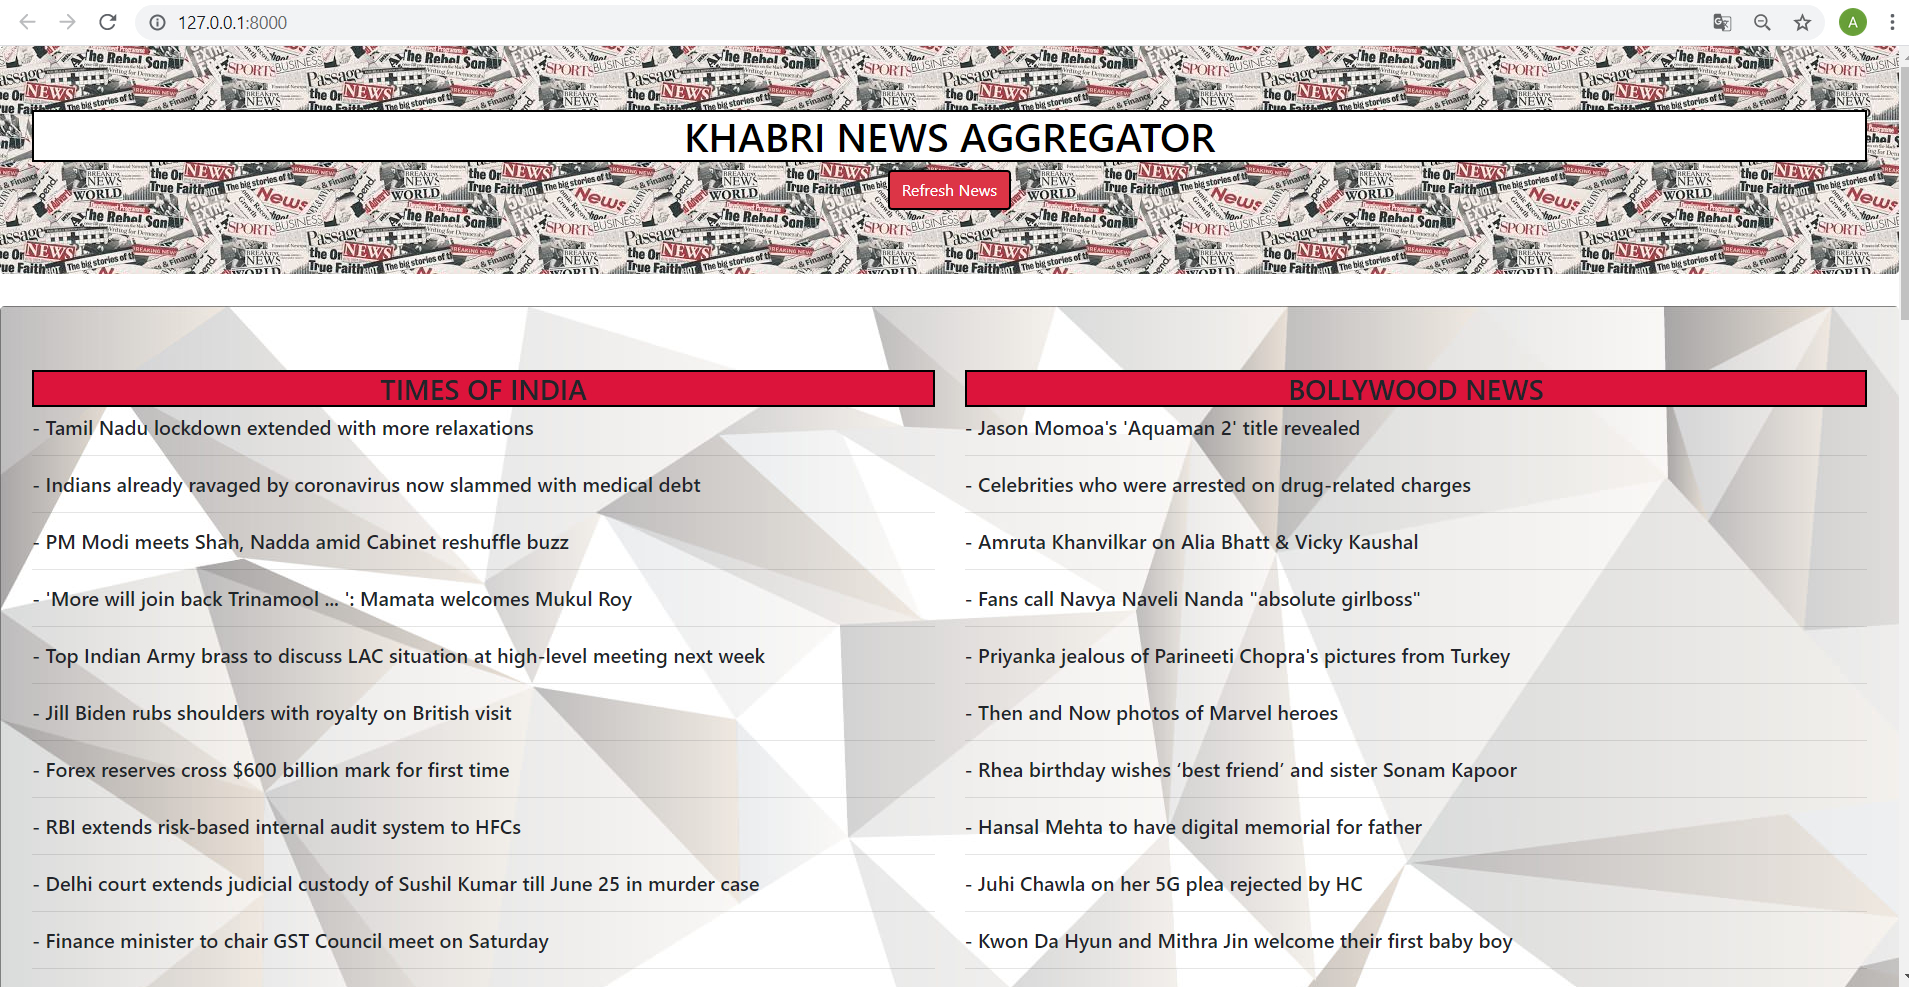 127.0.0.1:8000
KHABRI NEWS AGGREGATOR
Refresh News
TIMES OF INDIA
- Tamil Nadu lockdown extended with more relaxations
- Indians already ravaged by coronavirus now slammed with medical debt
- PM Modi meets Shah, Nadda amid Cabinet reshuffle buzz
- 'More will join back Trinamool ... ': Mamata welcomes Mukul Roy
- Top Indian Army brass to discuss LAC situation at high-level meeting next week
- Jill Biden rubs shoulders with royalty on British visit
- Forex reserves cross $600 billion mark for first time
- RBI extends risk-based internal audit system to HFCs
- Delhi court extends judicial custody of Sushil Kumar till June 25 in murder case
- Finance minister to chair GST Council meet on Saturday
BOLLYWOOD NEWS
- Jason Momoa's 'Aquaman 2' title revealed
- Celebrities who were arrested on drug-related charges
- Amruta Khanvilkar on Alia Bhatt & Vicky Kaushal
- Fans call Navya Naveli Nanda "absolute girlboss"
- Priyanka jealous of Parineeti Chopra's pictures from Turkey
- Then and Now photos of Marvel heroes
- Rhea birthday wishes ‘best friend’ and sister Sonam Kapoor
- Hansal Mehta to have digital memorial for father
- Juhi Chawla on her 5G plea rejected by HC
- Kwon Da Hyun and Mithra Jin welcome their first baby boy